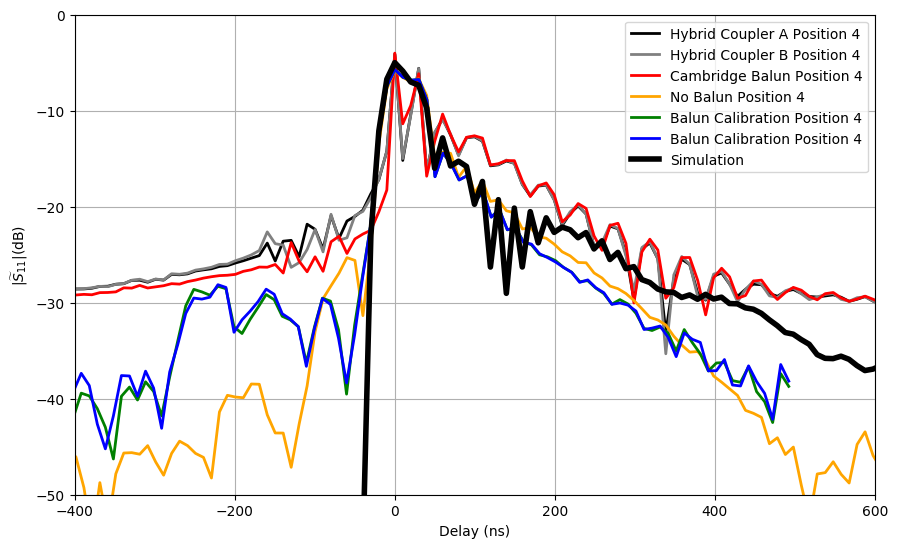 0
−10
−20
−30
−40
−50
|S̃₁₁|(dB)
−400
−200
0
200
400
600
Delay (ns)
Hybrid Coupler A Position 4
Hybrid Coupler B Position 4
Cambridge Balun Position 4
No Balun Position 4
Balun Calibration Position 4
Balun Calibration Position 4
Simulation